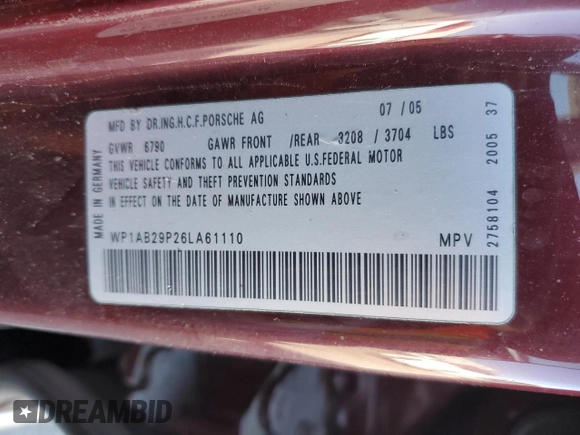 MFD BY DR.ING.H.C.F.PORSCHE AG 07 / 05
GVWR 6790 GAWR FRONT /REAR 3208 / 3704 LBS
THIS VEHICLE CONFORMS TO ALL APPLICABLE U.S.FEDERAL MOTOR
VEHICLE SAFETY AND THEFT PREVENTION STANDARDS
IN EFFECT ON THE DATE OF MANUFACTURE SHOWN ABOVE
WP1AB29P26LA61110 MPV
MADE IN GERMANY
2758104 2005 37
DREAMBID